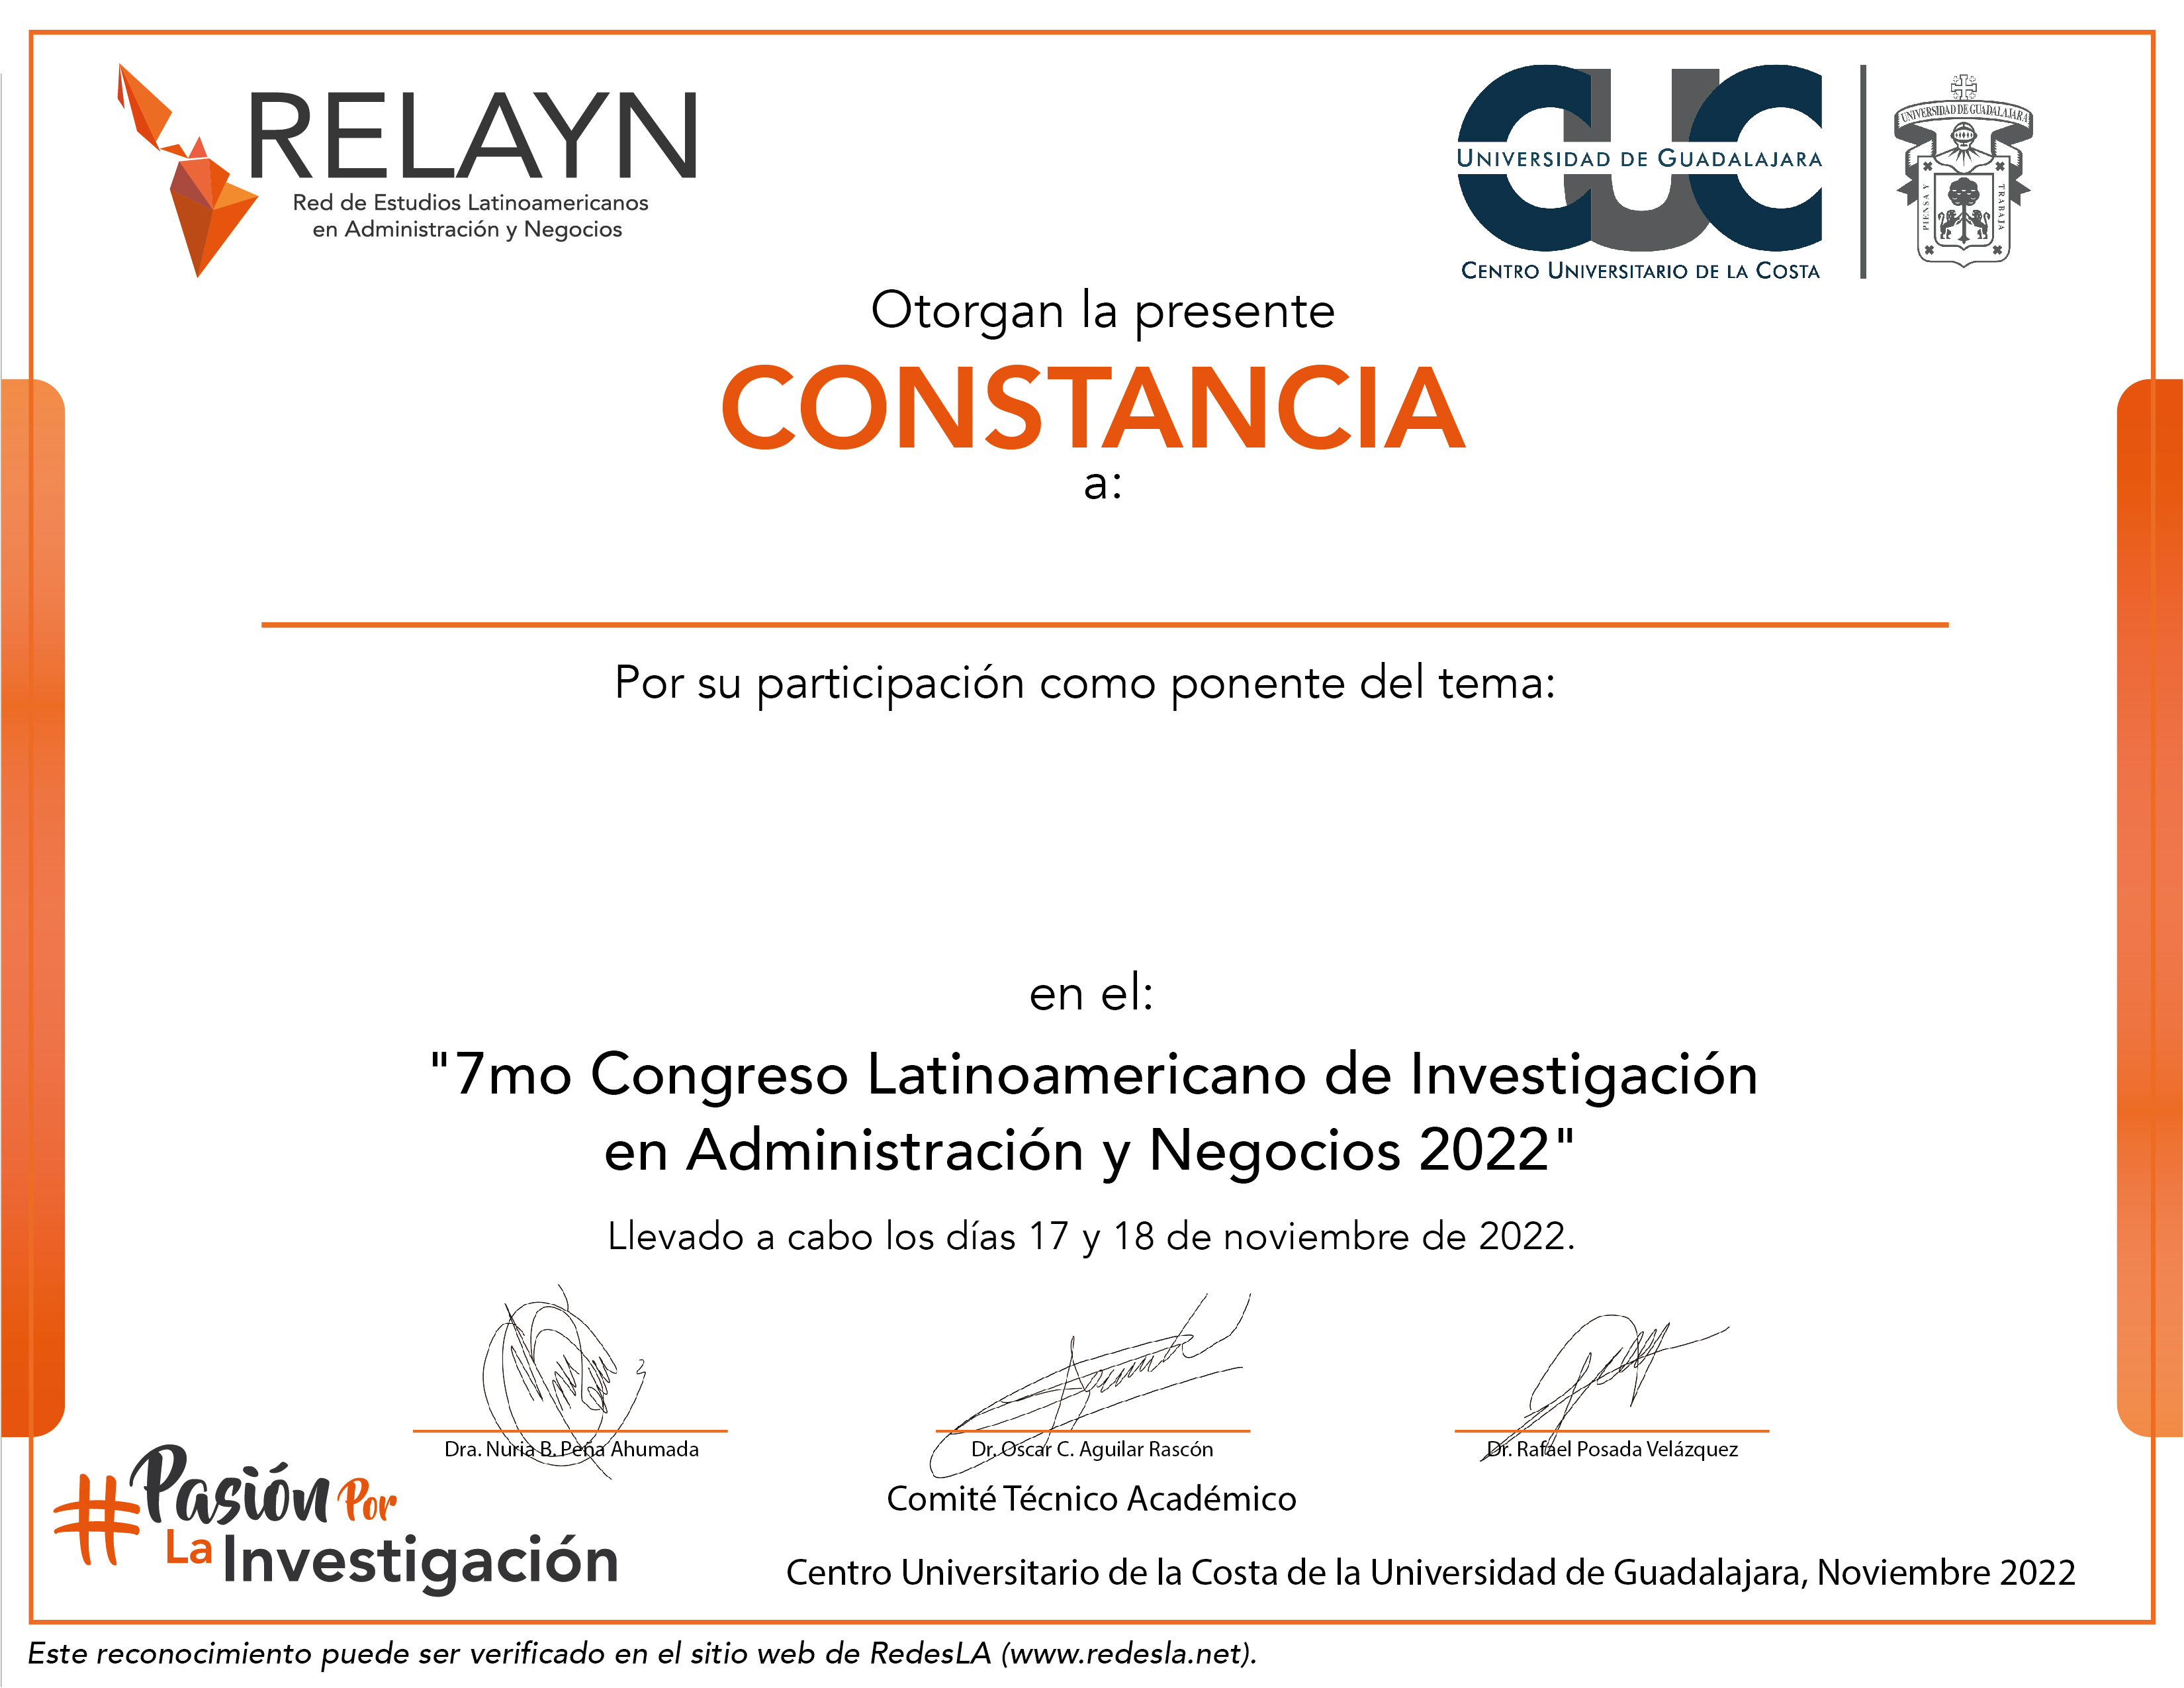 RELAYN
Red de Estudios Latinoamericanos
en Administración y Negocios
CUC
UNIVERSIDAD DE GUADALAJARA
CENTRO UNIVERSITARIO DE LA COSTA
UNIVERSIDAD DE GUADALAJARA
PIENSA Y
TRABAJA
Otorgan la presente
CONSTANCIA
a:
Por su participación como ponente del tema:
en el:
"7mo Congreso Latinoamericano de Investigación
en Administración y Negocios 2022"
Llevado a cabo los días 17 y 18 de noviembre de 2022.
Dra. Nuria B. Peña Ahumada
Dr. Oscar C. Aguilar Rascón
Dr. Rafael Posada Velázquez
Comité Técnico Académico
#Pasión Por
La Investigación
Centro Universitario de la Costa de la Universidad de Guadalajara, Noviembre 2022
Este reconocimiento puede ser verificado en el sitio web de RedesLA (www.redesla.net).